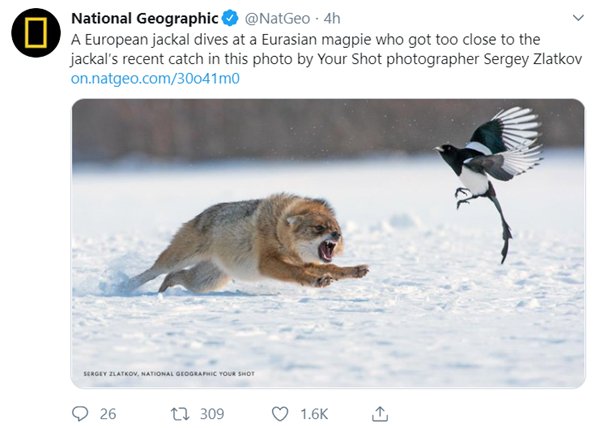 National Geographic @NatGeo · 4h
A European jackal dives at a Eurasian magpie who got too close to the
jackal's recent catch in this photo by Your Shot photographer Sergey Zlatkov
on.natgeo.com/30o41m0
SERGEY ZLATKOV, NATIONAL GEOGRAPHIC YOUR SHOT
26 309 1.6K